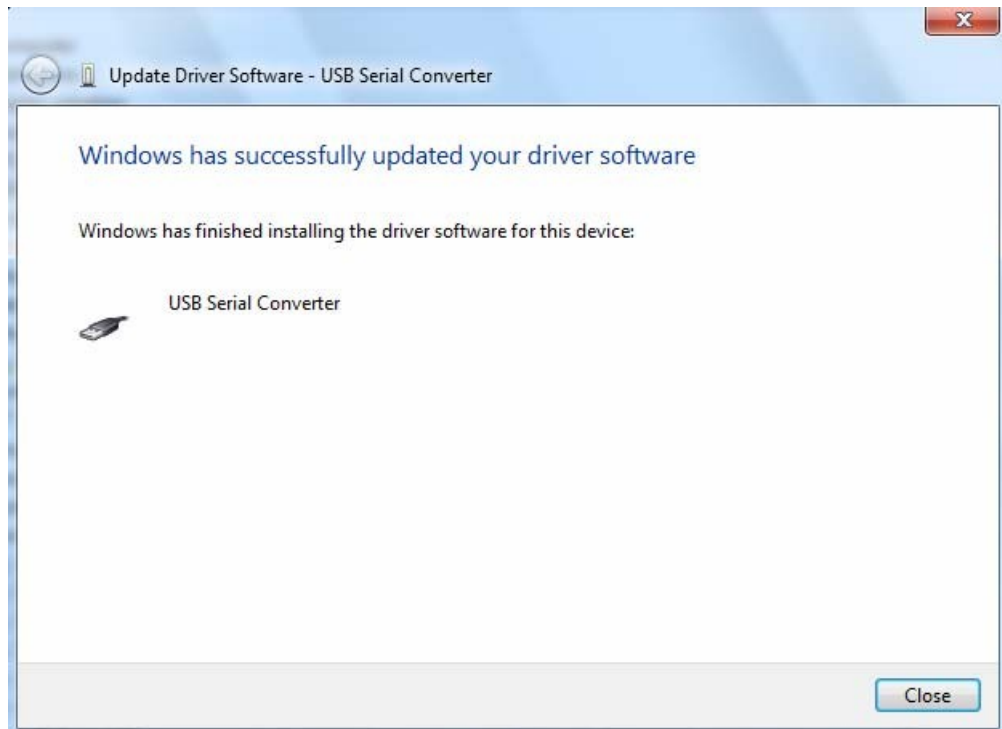 Update Driver Software - USB Serial Converter
Windows has successfully updated your driver software
Windows has finished installing the driver software for this device:
USB Serial Converter
Close